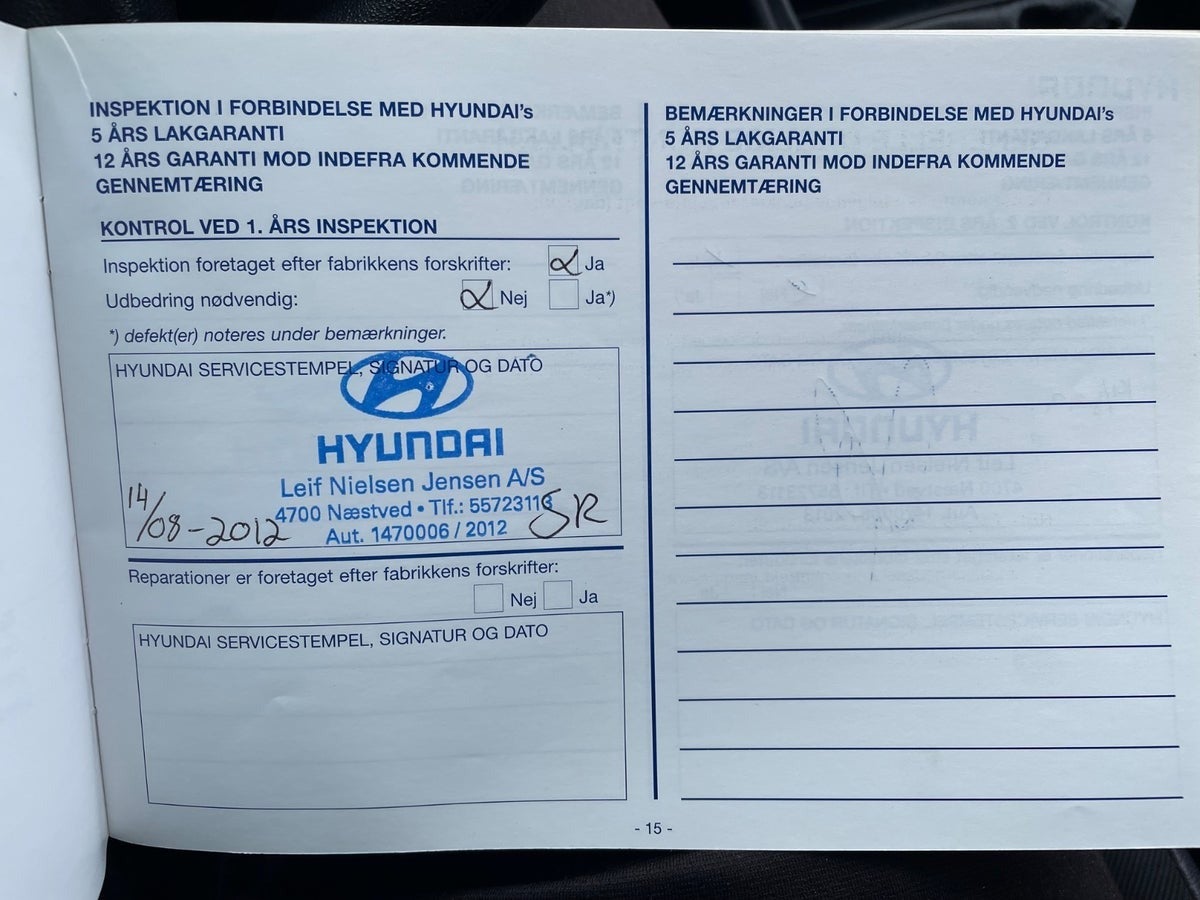 INSPEKTION I FORBINDELSE MED HYUNDAI's
5 ÅRS LAKGARANTI
12 ÅRS GARANTI MOD INDEFRA KOMMENDE
GENNEMTÆRING
KONTROL VED 1. ÅRS INSPEKTION
Inspektion foretaget efter fabrikkens forskrifter: Ja
Udbedring nødvendig: Nej Ja*)
*) defekt(er) noteres under bemærkninger.
HYUNDAI SERVICESTEMPEL, SIGNATUR OG DATO
HYUNDAI
Leif Nielsen Jensen A/S
4700 Næstved • Tlf.: 55723113
Aut. 1470006 / 2012
14/08-2012
SR
Reparationer er foretaget efter fabrikkens forskrifter:
Nej Ja
HYUNDAI SERVICESTEMPEL, SIGNATUR OG DATO
BEMÆRKNINGER I FORBINDELSE MED HYUNDAI's
5 ÅRS LAKGARANTI
12 ÅRS GARANTI MOD INDEFRA KOMMENDE
GENNEMTÆRING
- 15 -